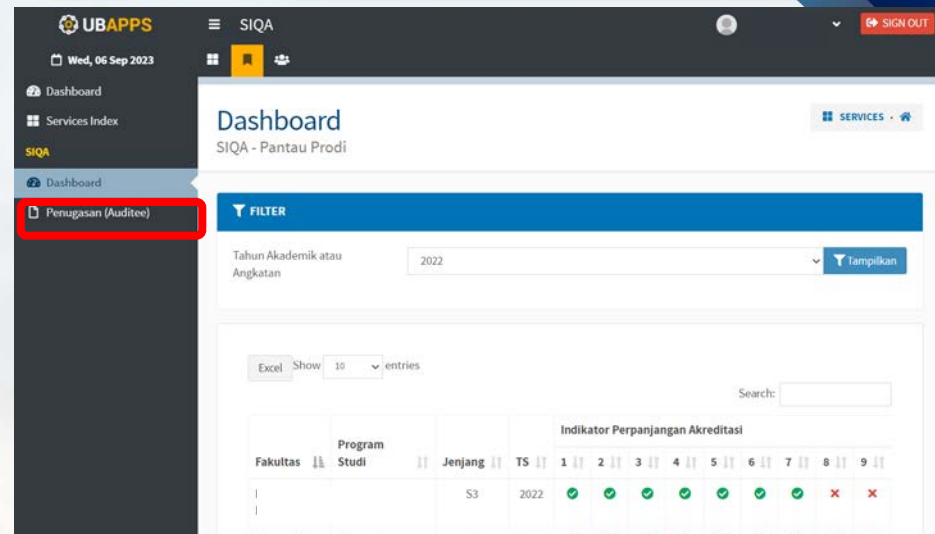 UBAPPS
SIQA
SIGN OUT
Wed, 06 Sep 2023
Dashboard
Services Index
SIQA
Dashboard
Penugasan (Auditee)
Dashboard
SIQA - Pantau Prodi
SERVICES
FILTER
Tahun Akademik atau
Angkatan
2022
Tampilkan
Excel Show 10 entries
Search:
Indikator Perpanjangan Akreditasi
Fakultas Program Studi Jenjang TS 1 2 3 4 5 6 7 8 9
S3 2022